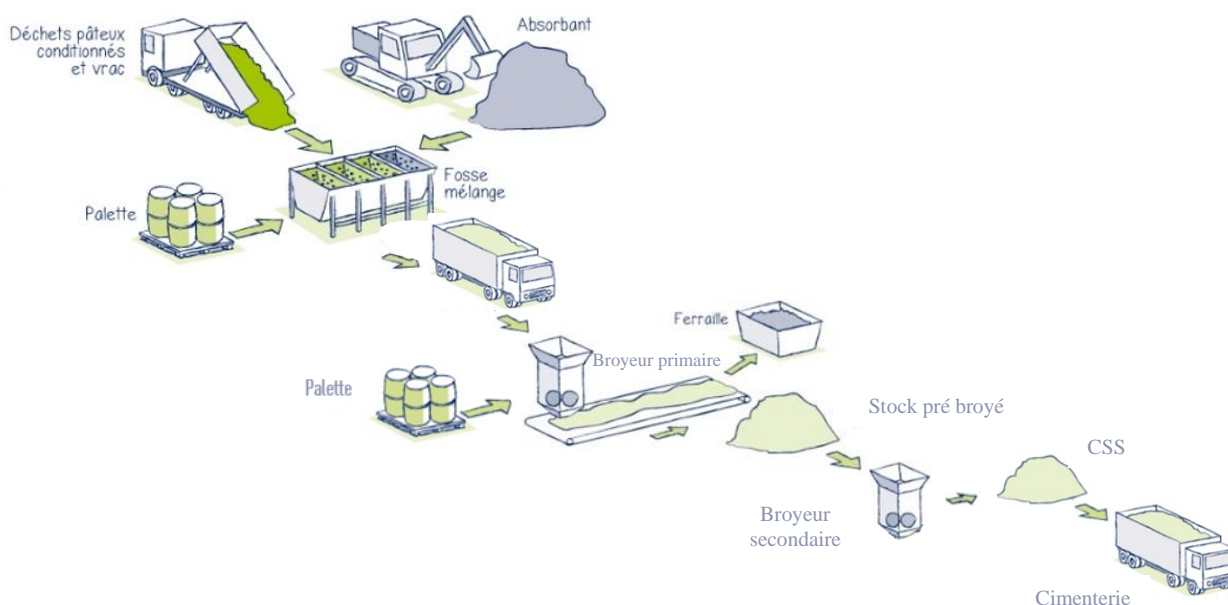 Déchets pâteux
conditionnés
et vrac
Absorbant
Fosse
mélange
Palette
Ferraille
Broyeur primaire
Palette
Stock pré broyé
CSS
Broyeur
secondaire
Cimenterie